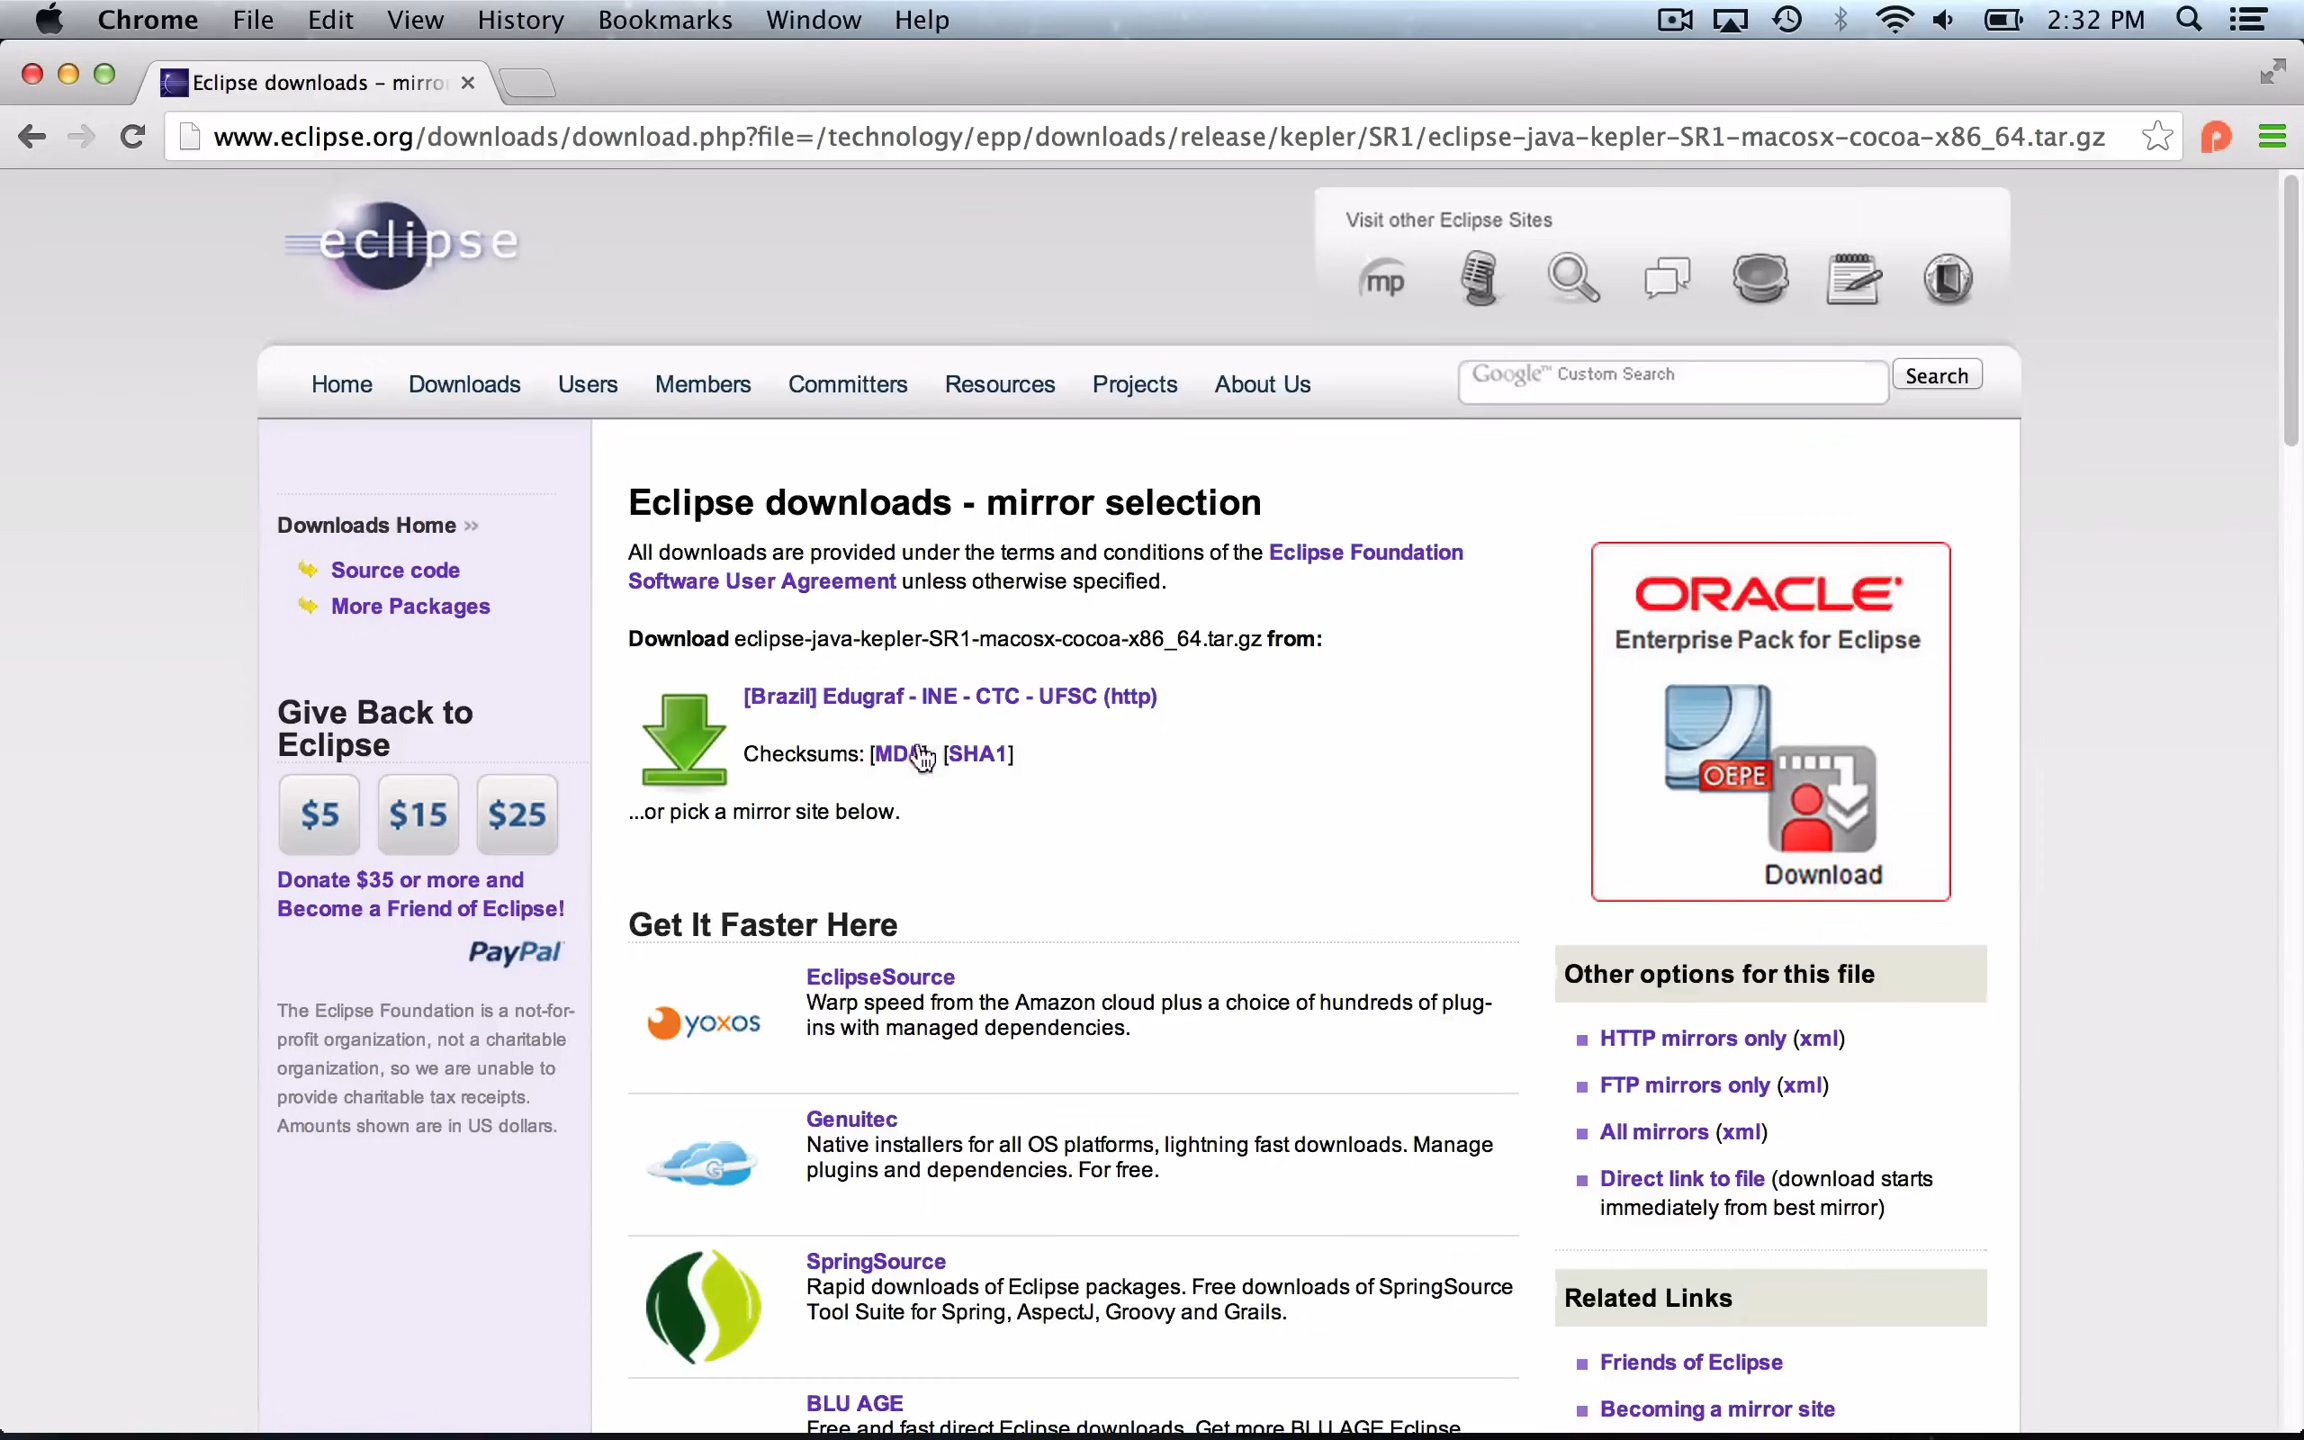 Chrome File Edit View History Bookmarks Window Help 2:32 PM
Eclipse downloads – mirro
www.eclipse.org/downloads/download.php?file=/technology/epp/downloads/release/kepler/SR1/eclipse-java-kepler-SR1-macosx-cocoa-x86_64.tar.gz
eclipse
Visit other Eclipse Sites
mp
Home Downloads Users Members Committers Resources Projects About Us
Google™ Custom Search Search
Downloads Home »
Source code
More Packages
Give Back to
Eclipse
$5 $15 $25
Donate $35 or more and
Become a Friend of Eclipse!
PayPal
The Eclipse Foundation is a not-for-
profit organization, not a charitable
organization, so we are unable to
provide charitable tax receipts.
Amounts shown are in US dollars.
Eclipse downloads - mirror selection
All downloads are provided under the terms and conditions of the Eclipse Foundation
Software User Agreement unless otherwise specified.
Download eclipse-java-kepler-SR1-macosx-cocoa-x86_64.tar.gz from:
[Brazil] Edugraf - INE - CTC - UFSC (http)
Checksums: [SHA1]
...or pick a mirror site below.
Get It Faster Here
yoxos
EclipseSource
Warp speed from the Amazon cloud plus a choice of hundreds of plug-
ins with managed dependencies.
G
Genuitec
Native installers for all OS platforms, lightning fast downloads. Manage
plugins and dependencies. For free.
SpringSource
Rapid downloads of Eclipse packages. Free downloads of SpringSource
Tool Suite for Spring, AspectJ, Groovy and Grails.
BLU AGE
Free and fast direct Eclipse downloads. Get more BLU AGE Eclipse
ORACLE
Enterprise Pack for Eclipse
OEPE
Download
Other options for this file
HTTP mirrors only (xml)
FTP mirrors only (xml)
All mirrors (xml)
Direct link to file (download starts
immediately from best mirror)
Related Links
Friends of Eclipse
Becoming a mirror site